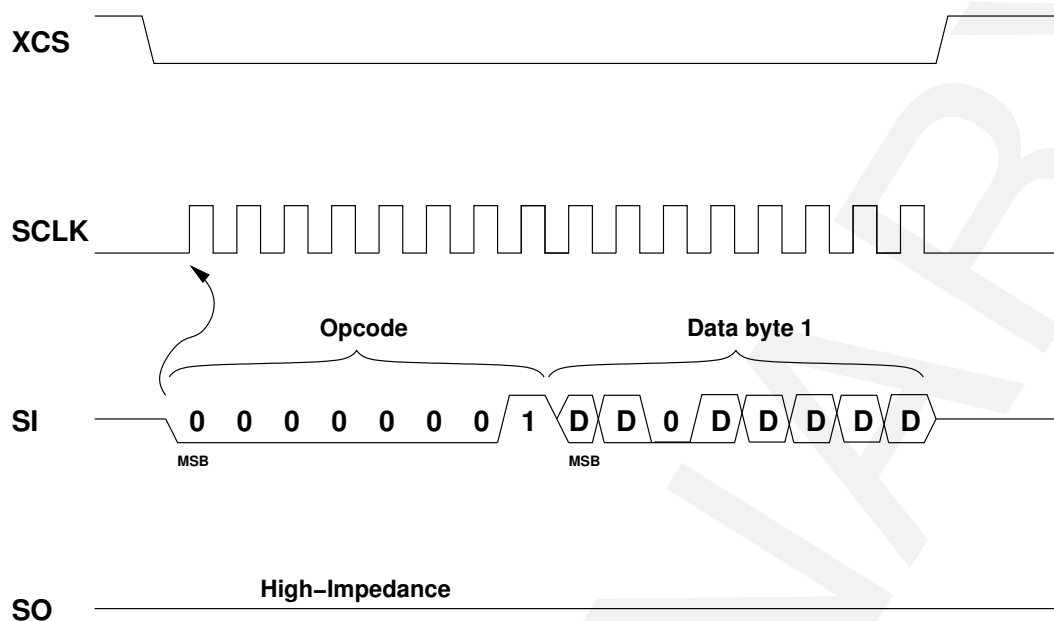 XCS
SCLK
Opcode Data byte 1
SI 0 0 0 0 0 0 0 1 D D 0 D D D D D
MSB MSB
High−Impedance
SO